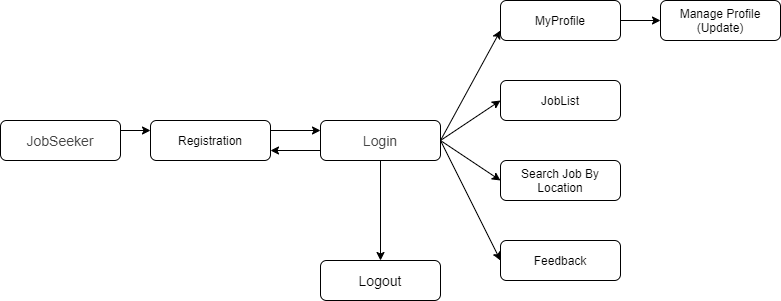 MyProfile
Manage Profile
(Update)
JobList
JobSeeker
Registration
Login
Search Job By
Location
Feedback
Logout